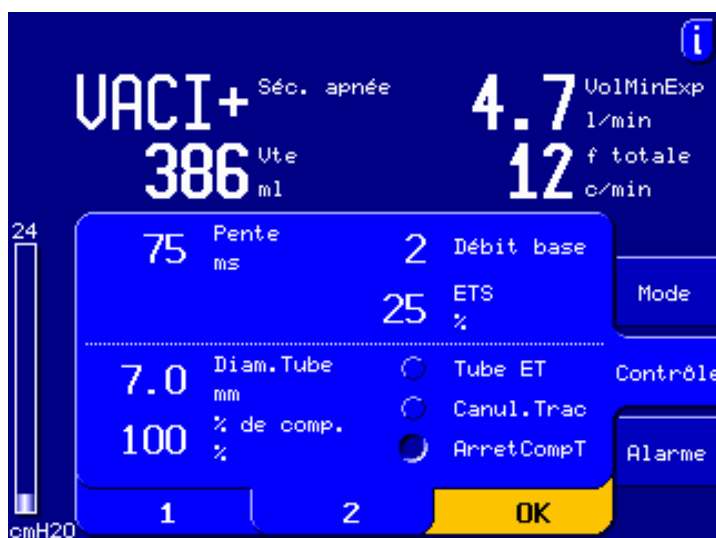 i
VACI+ Séc. apnée 4.7 VolMinExp
l/min
386 Vte 12 f totale
ml c/min
24
75 Pente 2 Débit base
ms
25 ETS
%
Mode
7.0 Diam.Tube Tube ET
mm
Contrôle
100 % de comp. Canul.Trac
%
ArretCompT
Alarme
1 2 OK
cmH2O